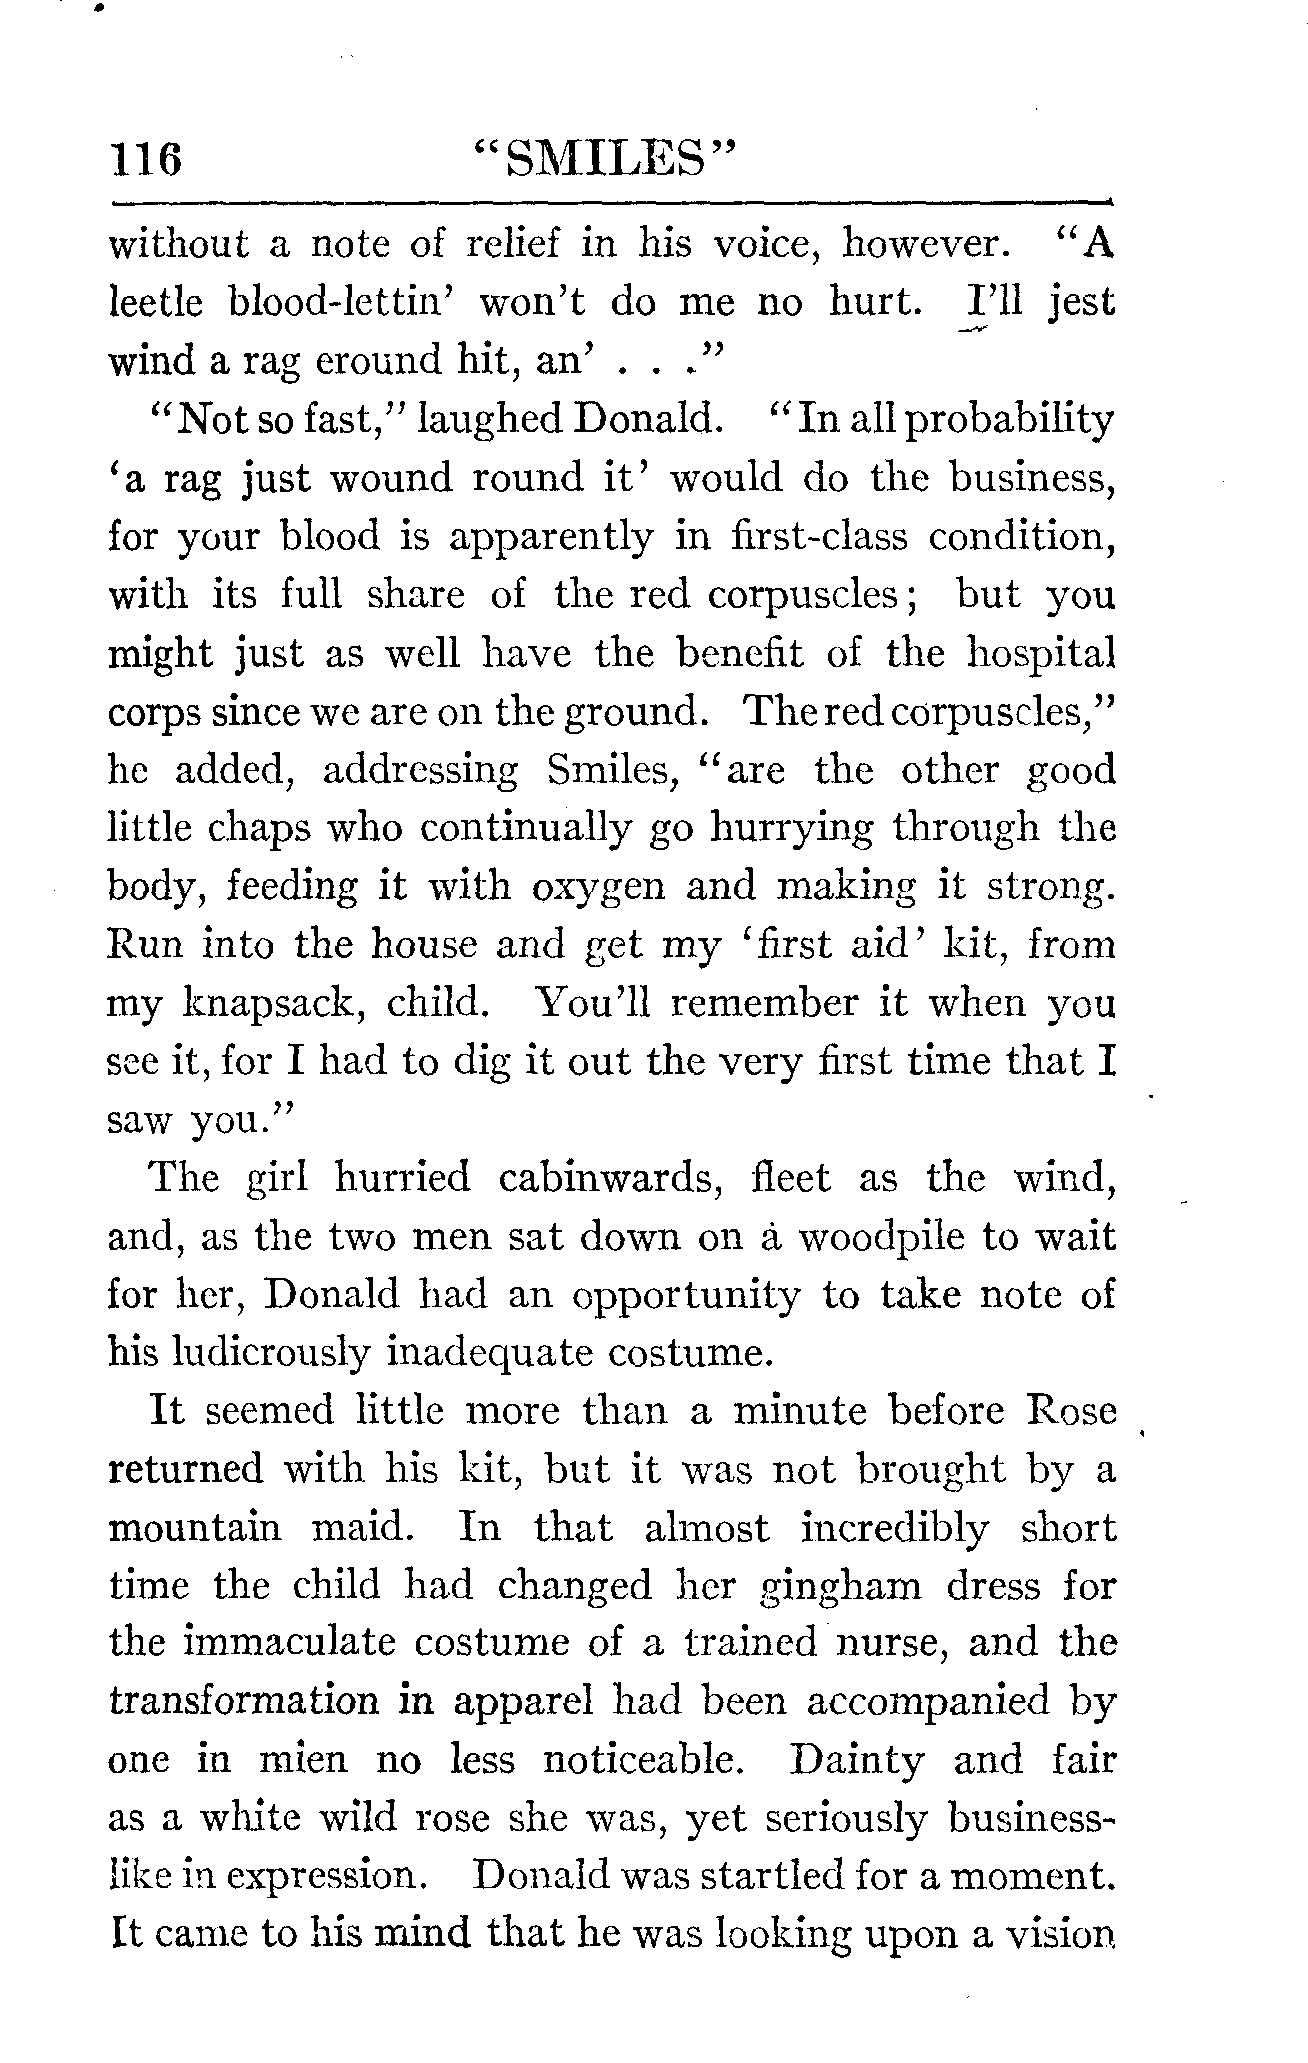 116 "SMILES"
without a note of relief in his voice, however. "A
leetle blood-lettin' won't do me no hurt. I'll jest
wind a rag eround hit, an' . . ."
"Not so fast," laughed Donald. "In all probability
'a rag just wound round it' would do the business,
for your blood is apparently in first-class condition,
with its full share of the red corpuscles; but you
might just as well have the benefit of the hospital
corps since we are on the ground. The red corpuscles,"
he added, addressing Smiles, "are the other good
little chaps who continually go hurrying through the
body, feeding it with oxygen and making it strong.
Run into the house and get my 'first aid' kit, from
my knapsack, child. You'll remember it when you
see it, for I had to dig it out the very first time that I
saw you."
The girl hurried cabinwards, fleet as the wind,
and, as the two men sat down on a woodpile to wait
for her, Donald had an opportunity to take note of
his ludicrously inadequate costume.
It seemed little more than a minute before Rose
returned with his kit, but it was not brought by a
mountain maid. In that almost incredibly short
time the child had changed her gingham dress for
the immaculate costume of a trained nurse, and the
transformation in apparel had been accompanied by
one in mien no less noticeable. Dainty and fair
as a white wild rose she was, yet seriously business-
like in expression. Donald was startled for a moment.
It came to his mind that he was looking upon a vision